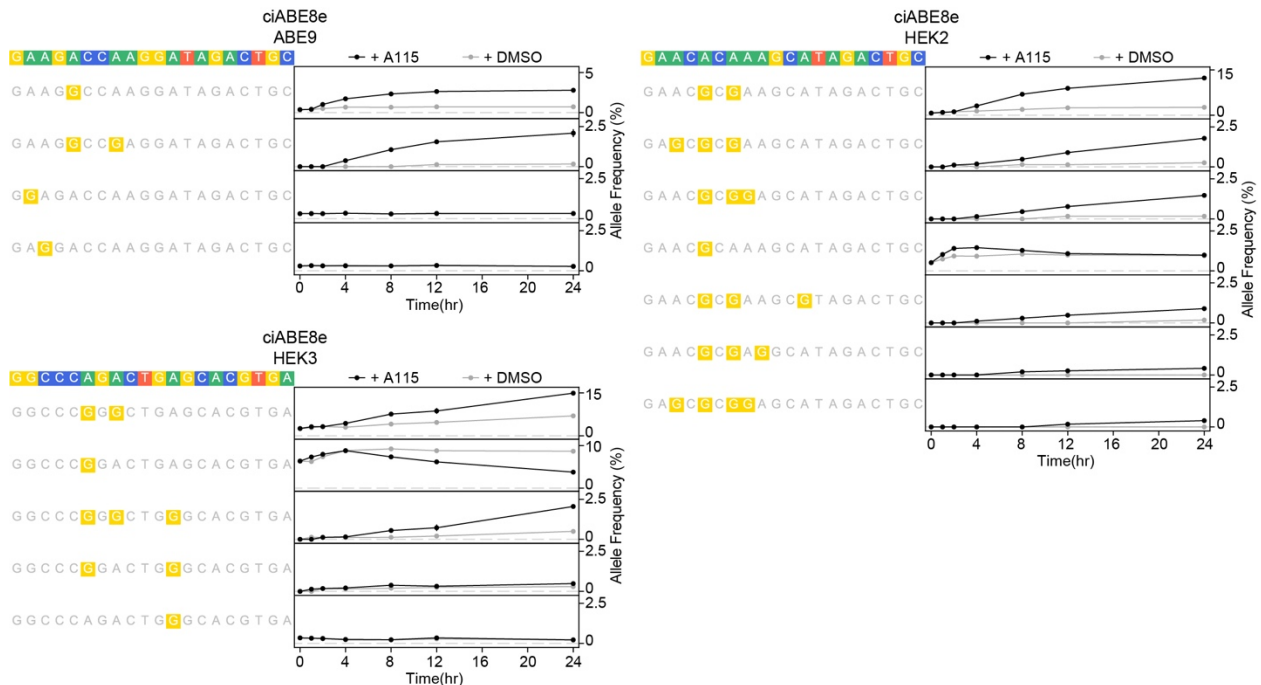 ciABE8e
ABE9
GAAGACCAAGGATAGACTGC
+ A115
+ DMSO
GAAGGCCAAGGATAGACTGC
5
0
GAAGGCCGAGGATAGACTGC
2.5
0
GGAGACCAAGGATAGACTGC
2.5
0
GAGGACCAAGGATAGACTGC
2.5
0
Allele Frequency (%)
0 4 8 12 16 20 24
Time(hr)
ciABE8e
HEK3
GGCCCAGACTGAGCACGTGA
+ A115
+ DMSO
GGCCCGGGCTGAGCACGTGA
15
0
GGCCCGGACTGAGCACGTGA
10
0
GGCCCGGGCTGGGCACGTGA
2.5
0
GGCCCGGACTGGGCACGTGA
2.5
0
GGCCCAGACTGGGCACGTGA
2.5
0
Allele Frequency (%)
0 4 8 12 16 20 24
Time(hr)
ciABE8e
HEK2
GAACACAAAGCATAGACTGC
+ A115
+ DMSO
GAACGCGAAGCATAGACTGC
15
0
GAGCGCGAAGCATAGACTGC
2.5
0
GAACGCGGAGCATAGACTGC
2.5
0
GAACGCAAAGCATAGACTGC
2.5
0
GAACGCGAAGCGTAGACTGC
2.5
0
GAACGCGAGGCATAGACTGC
2.5
0
GAGCGCGGAGCATAGACTGC
2.5
0
Allele Frequency (%)
0 4 8 12 16 20 24
Time(hr)